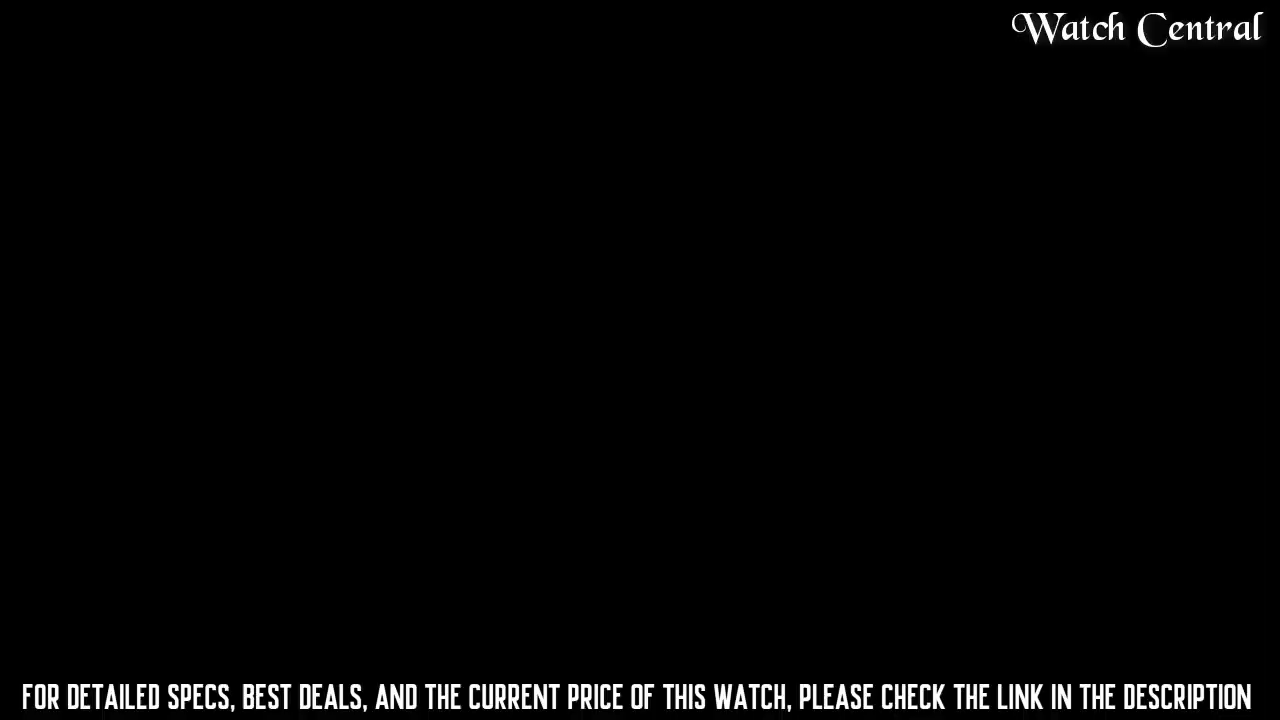 Watch Central
FOR DETAILED SPECS, BEST DEALS, AND THE CURRENT PRICE OF THIS WATCH, PLEASE CHECK THE LINK IN THE DESCRIPTION